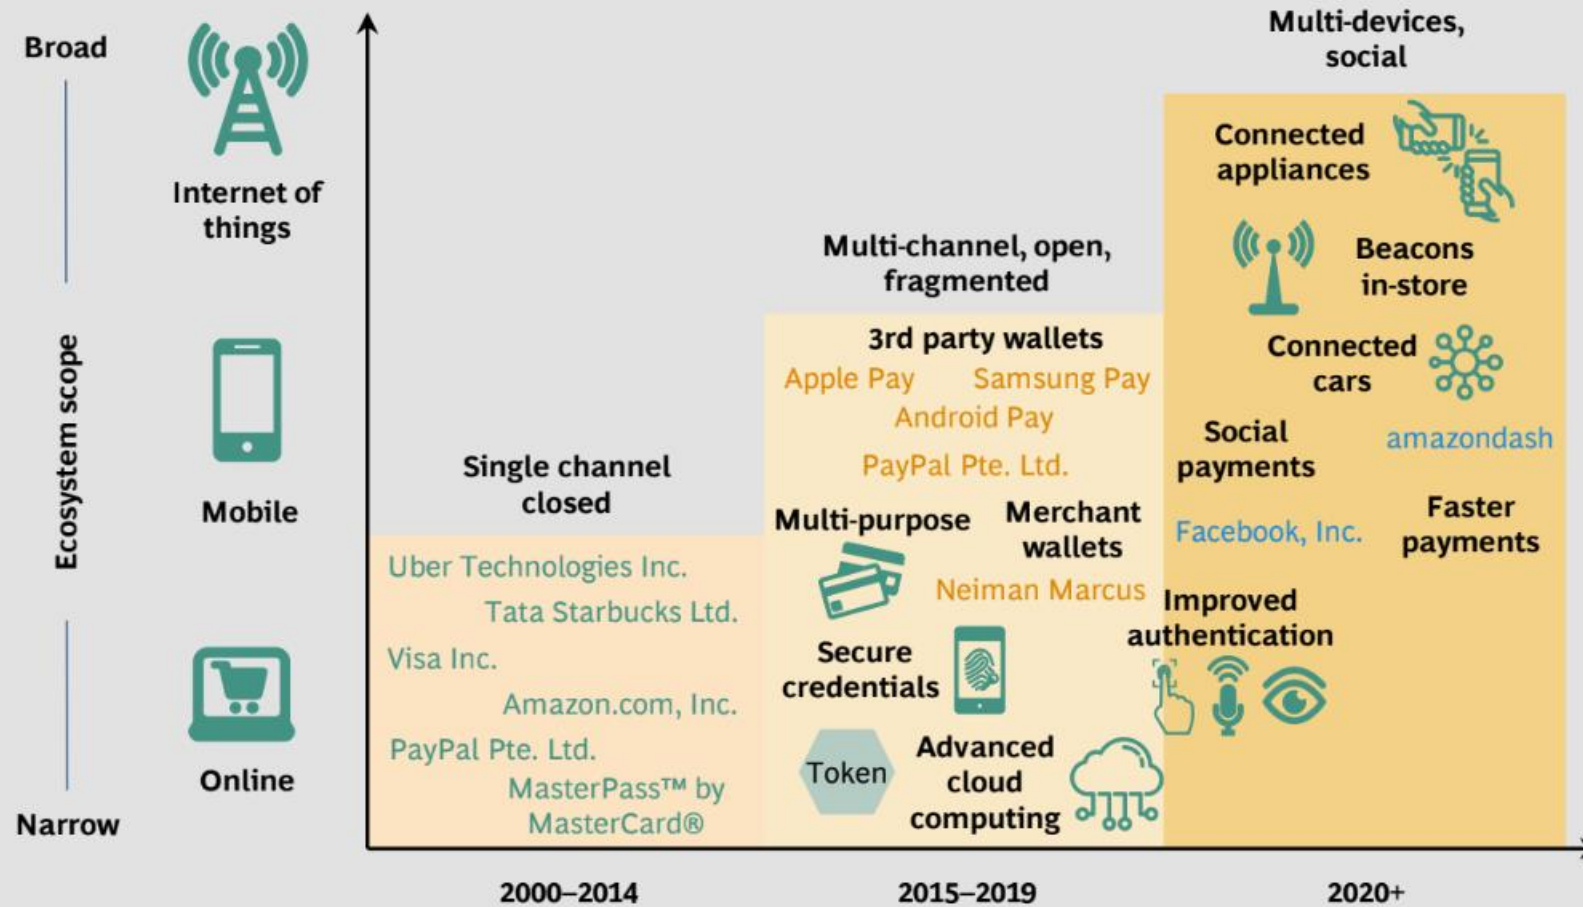 Broad
Internet of
things
Ecosystem scope
Mobile
Online
Narrow
Single channel
closed
Uber Technologies Inc.
Tata Starbucks Ltd.
Visa Inc.
Amazon.com, Inc.
PayPal Pte. Ltd.
MasterPass™ by
MasterCard®
2000–2014
Multi-channel, open,
fragmented
3rd party wallets
Apple Pay
Samsung Pay
Android Pay
PayPal Pte. Ltd.
Multi-purpose
Merchant
wallets
Neiman Marcus
Secure
credentials
Token
Advanced
cloud
computing
2015–2019
Multi-devices,
social
Connected
appliances
Beacons
in-store
Connected
cars
Social
payments
amazondash
Facebook, Inc.
Faster
payments
Improved
authentication
2020+